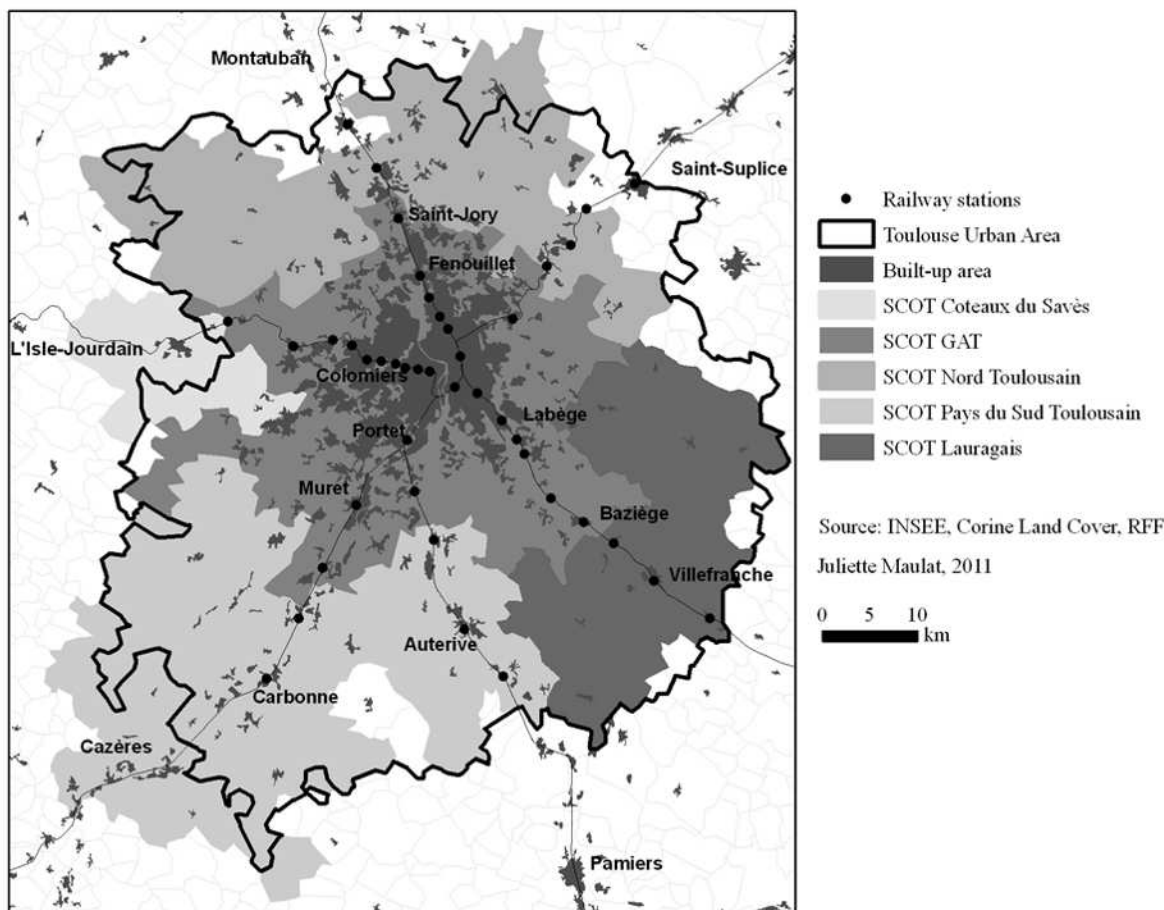 Montauban
Saint-Suplice
Saint-Jory
Fenouillet
L'Isle-Jourdain
Colomiers
Labège
Portet
Muret
Baziège
Villefranche
Auterive
Carbonne
Cazères
Pamiers
Railway stations
Toulouse Urban Area
Built-up area
SCOT Coteaux du Savès
SCOT GAT
SCOT Nord Toulousain
SCOT Pays du Sud Toulousain
SCOT Lauragais
Source: INSEE, Corine Land Cover, RFF
Juliette Maulat, 2011
0 5 10
km